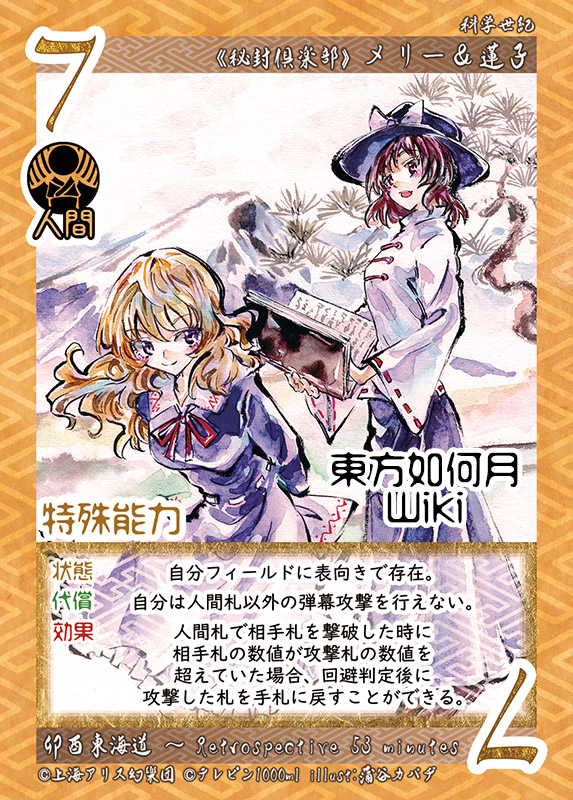 科学世紀
7
《秘封倶楽部》メリー＆蓮子
人間
東方如何月
Wiki
特殊能力
状態 自分フィールドに表向きで存在。
代償 自分は人間札以外の弾幕攻撃を行えない。
効果 人間札で相手札を撃破した時に
相手札の数値が攻撃札の数値を
超えていた場合、回避判定後に
攻撃した札を手札に戻すことができる。
7
卯酉東海道 ～ Retrospective 53 minutes
©上海アリス幻樂団 ©テレピン1000ml illust:蒲谷カバヂ